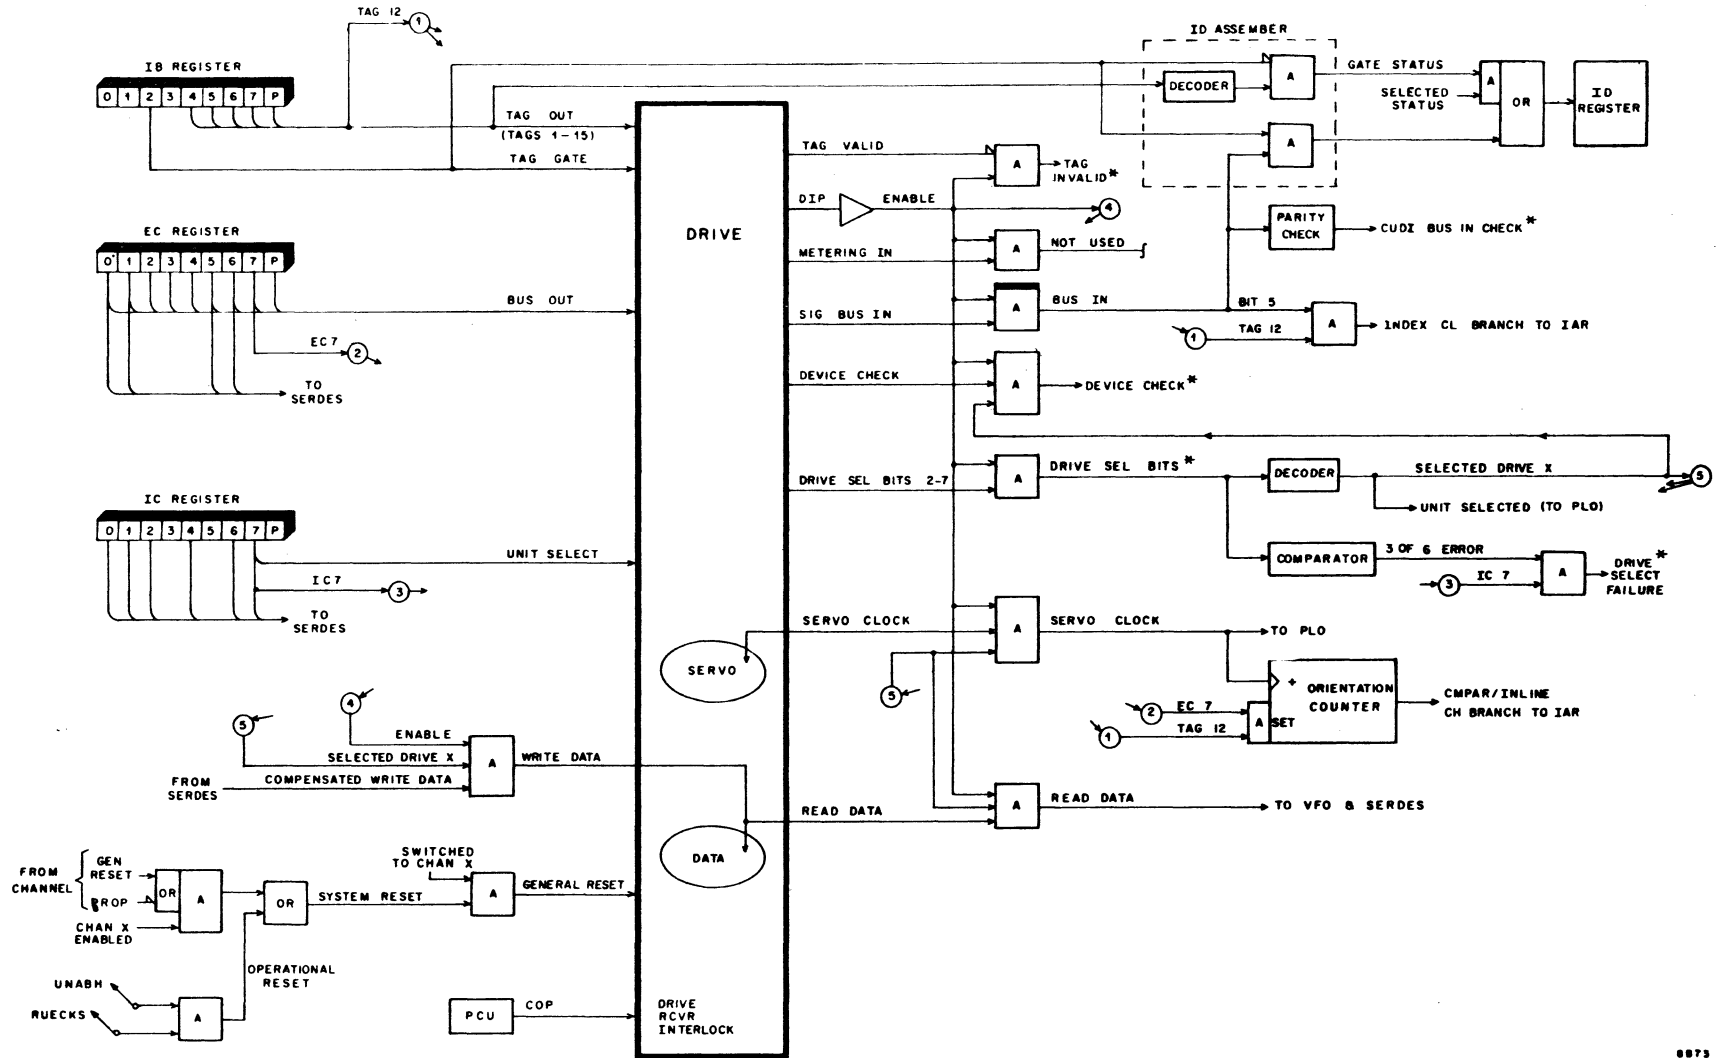 TAG 12
1
ID ASSEMBER
IB REGISTER
0 1 2 3 4 5 6 7 P
DECODER
A
GATE STATUS
SELECTED
STATUS
A
OR
ID
REGISTER
TAG OUT
(TAGS 1-15)
TAG GATE
A
TAG VALID
A
TAG
INVALID*
DIP
ENABLE
4
PARITY
CHECK
CUDI BUS IN CHECK*
EC REGISTER
0 1 2 3 4 5 6 7 P
DRIVE
METERING IN
A
NOT USED
BUS OUT
SIG BUS IN
A
BUS IN
BIT 5
1
TAG 12
A
INDEX CL BRANCH TO IAR
EC7
2
TO
SERDES
DEVICE CHECK
A
DEVICE CHECK*
DRIVE SEL BITS 2-7
A
DRIVE SEL BITS*
DECODER
SELECTED DRIVE X
5
UNIT SELECTED (TO PLO)
IC REGISTER
0 1 2 3 4 5 6 7 P
UNIT SELECT
COMPARATOR
3 OF 6 ERROR
3
IC 7
A
DRIVE*
SELECT
FAILURE
IC7
3
TO
SERDES
SERVO CLOCK
A
SERVO CLOCK
TO PLO
SERVO
5
+
ORIENTATION
COUNTER
CMPAR/INLINE
CH BRANCH TO IAR
2
EC 7
A
SET
1
TAG 12
4
5
ENABLE
SELECTED DRIVE X
COMPENSATED WRITE DATA
FROM
SERDES
A
WRITE DATA
READ DATA
A
READ DATA
TO VFO & SERDES
DATA
SWITCHED
TO CHAN X
FROM
CHANNEL
GEN
RESET
OR
A
OR
SYSTEM RESET
A
GENERAL RESET
PROP
CHAN X
ENABLED
OPERATIONAL
RESET
UNABH
RUECKS
A
PCU
COP
DRIVE
RCVR
INTERLOCK
8873